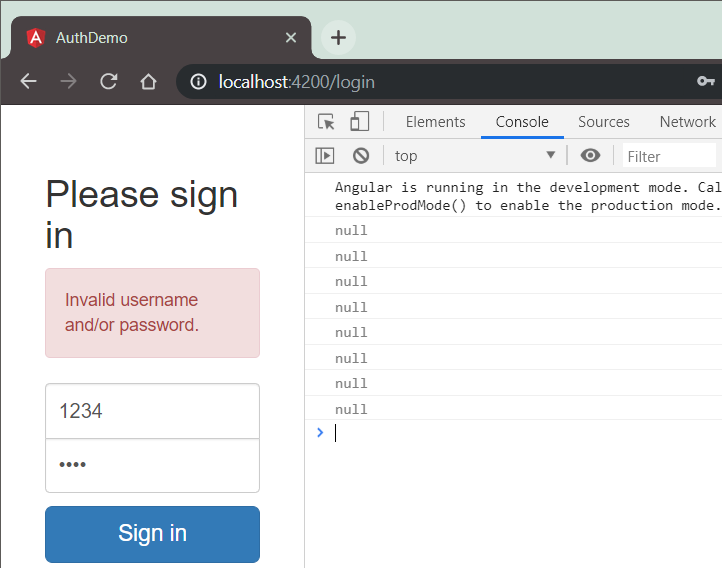 AuthDemo
localhost:4200/login
Elements Console Sources Network
top Filter
Please sign
in
Invalid username
and/or password.
1234
••••
Sign in
Angular is running in the development mode. Cal
enableProdMode() to enable the production mode.
null
null
null
null
null
null
null
null